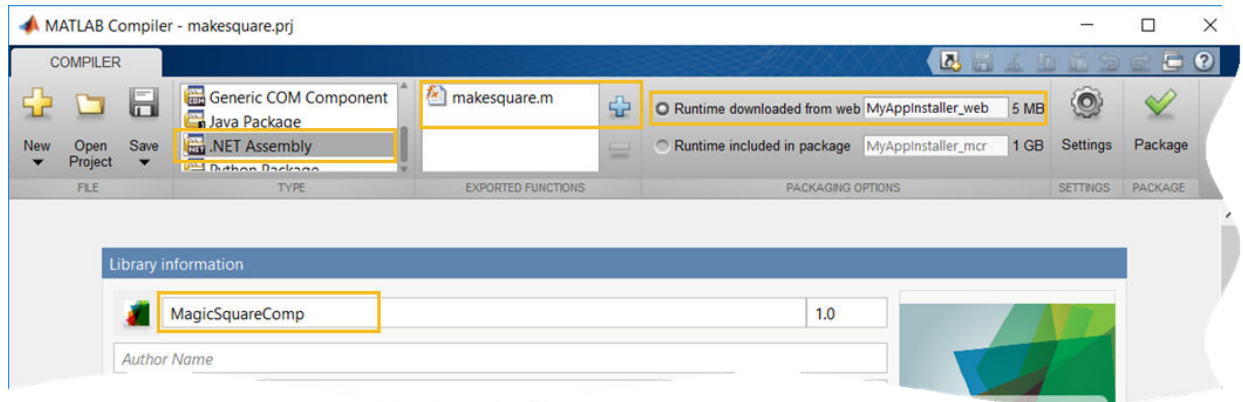 MATLAB Compiler - makesquare.prj
COMPILER
New
Open Project
Save
Generic COM Component
Java Package
.NET Assembly
Python Package
makesquare.m
Runtime downloaded from web MyAppInstaller_web 5 MB
Runtime included in package MyAppInstaller_mcr 1 GB
Settings
Package
FILE
TYPE
EXPORTED FUNCTIONS
PACKAGING OPTIONS
SETTINGS
PACKAGE
Library information
MagicSquareComp
1.0
Author Name